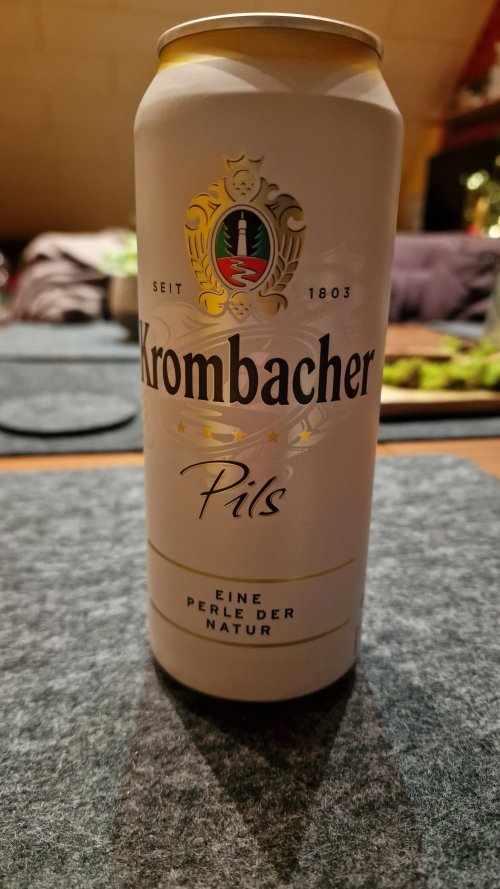 SEIT 1803
Krombacher
Pils
EINE
PERLE DER
NATUR